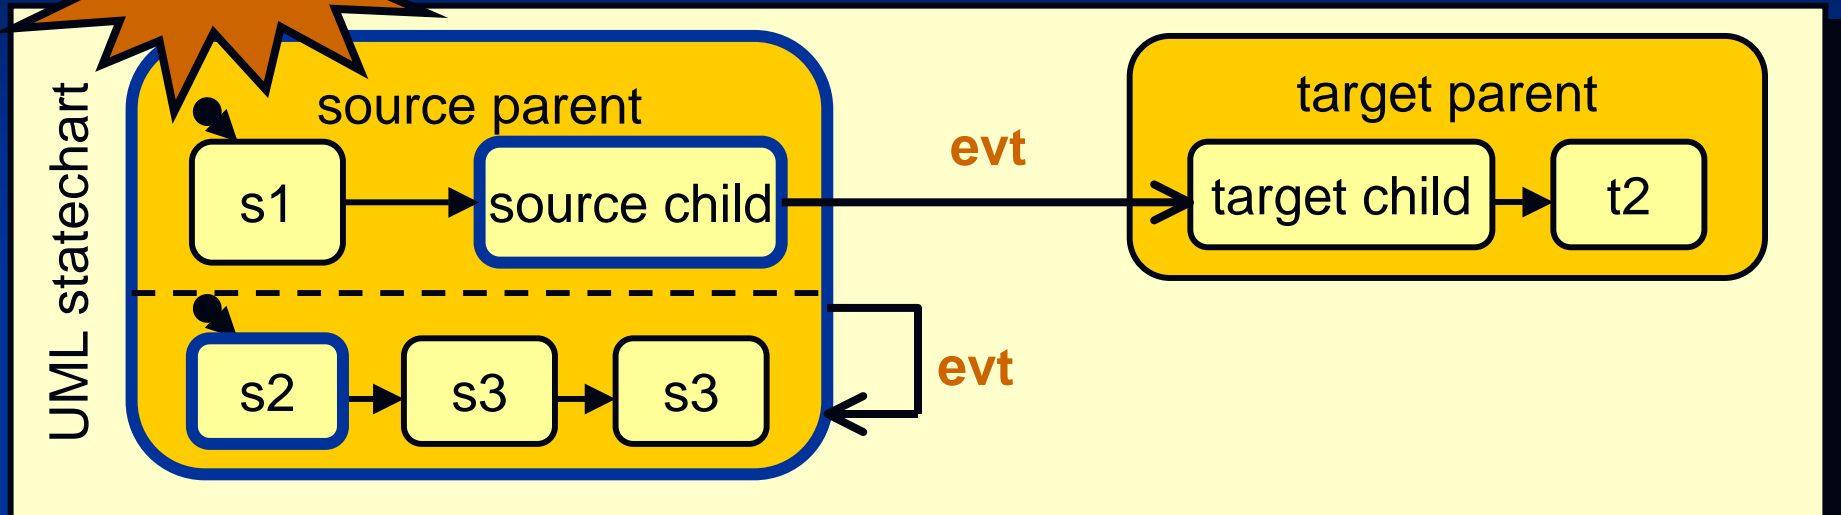 UML statechart
source parent
target parent
evt
s1
source child
target child
t2
evt
s2
s3
s3